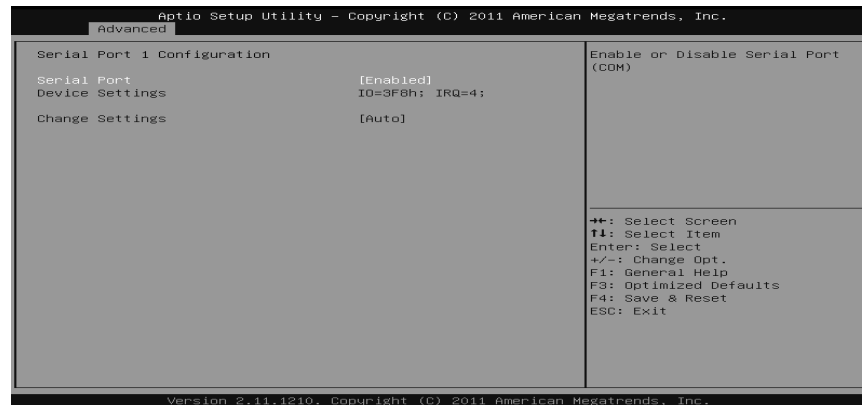 Aptio Setup Utility – Copyright (C) 2011 American Megatrends, Inc.
Advanced
Serial Port 1 Configuration
Serial Port [Enabled]
Device Settings IO=3F8h; IRQ=4;
Change Settings [Auto]
Enable or Disable Serial Port
(COM)
→←: Select Screen
↑↓: Select Item
Enter: Select
+/-: Change Opt.
F1: General Help
F3: Optimized Defaults
F4: Save & Reset
ESC: Exit
Version 2.11.1210. Copyright (C) 2011 American Megatrends, Inc.